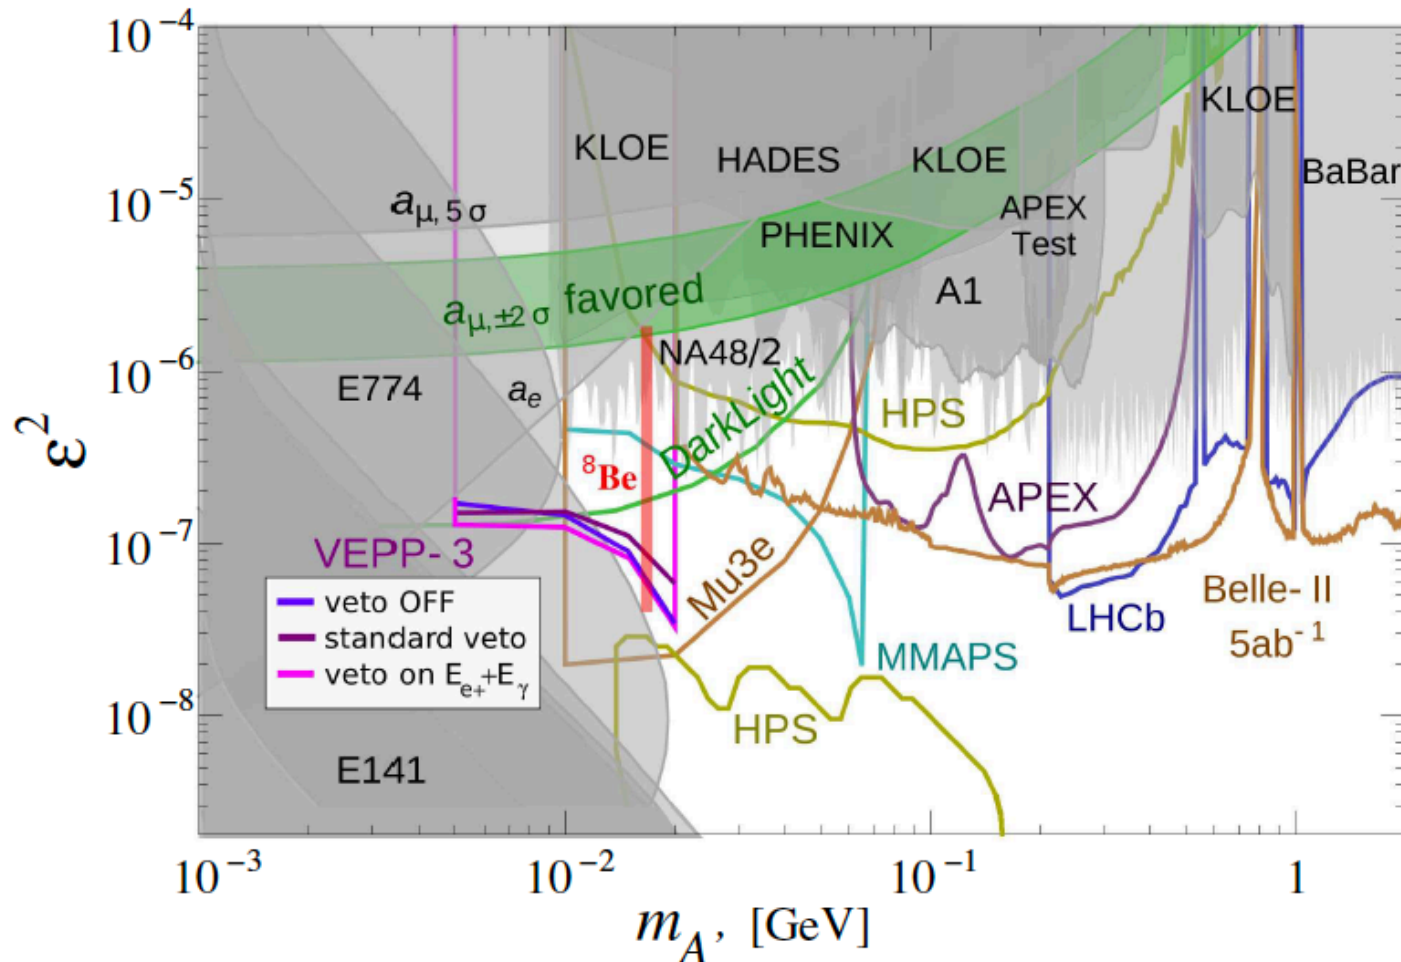 10⁻⁴
10⁻⁵
10⁻⁶
10⁻⁷
10⁻⁸
ε²
KLOE
HADES
KLOE
KLOE
BaBar
a_μ, 5 σ
APEX
Test
PHENIX
A1
a_μ,±2 σ favored
NA48/2
E774
a_e
DarkLight
HPS
⁸Be
APEX
VEPP- 3
veto OFF
standard veto
veto on E_e+ + E_γ
Mu3e
LHCb
Belle- II
5ab⁻¹
MMAPS
HPS
E141
10⁻³
10⁻²
10⁻¹
1
m_A, [GeV]